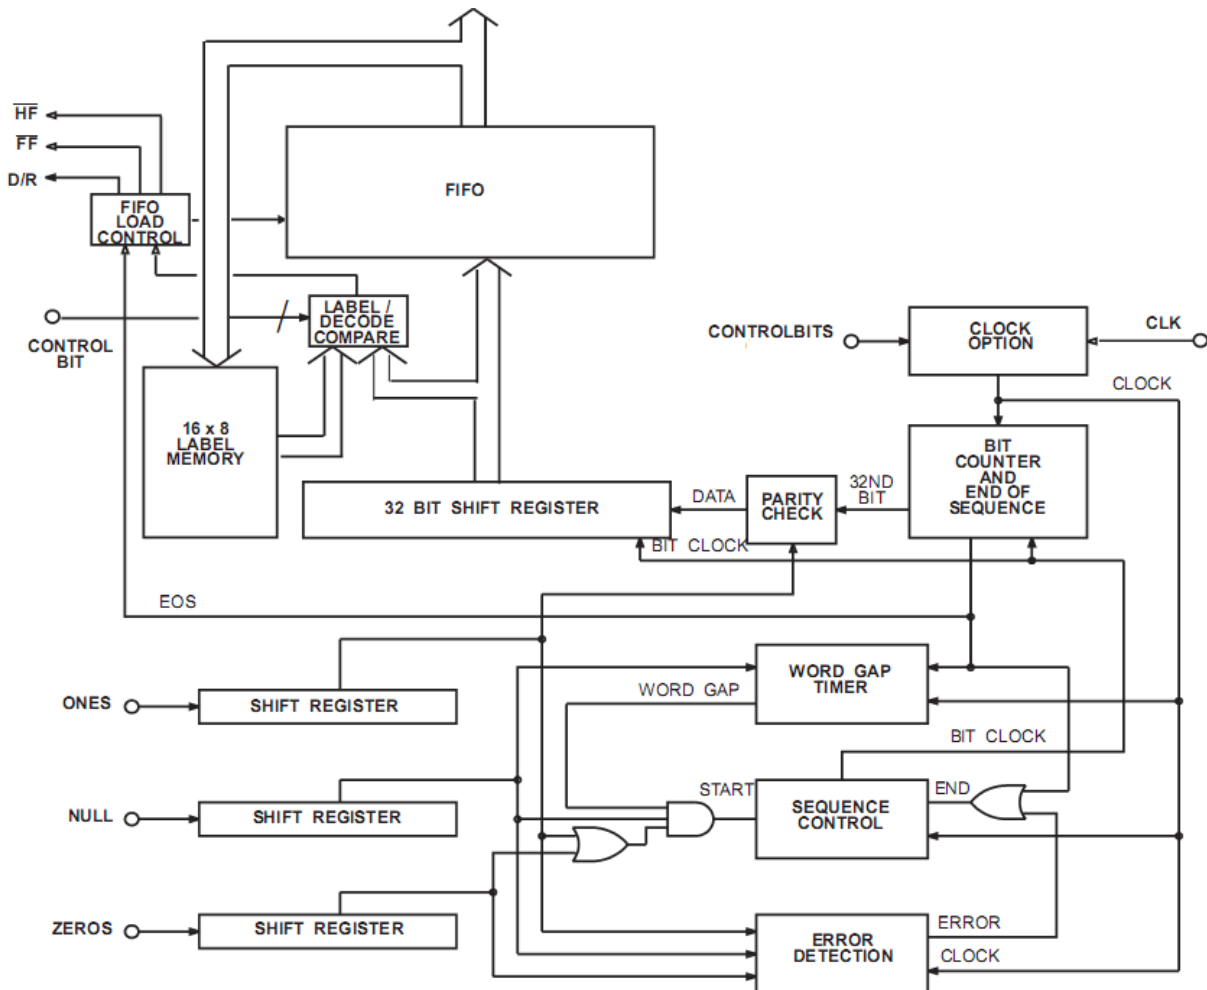 HF
FF
D/R
FIFO
LOAD
CONTROL
FIFO
LABEL /
DECODE
COMPARE
CONTROL
BIT
16 x 8
LABEL
MEMORY
CONTROLBITS
CLOCK
OPTION
CLK
CLOCK
BIT
COUNTER
AND
END OF
SEQUENCE
32ND
BIT
PARITY
CHECK
DATA
32 BIT SHIFT REGISTER
BIT CLOCK
EOS
WORD GAP
TIMER
WORD GAP
ONES
SHIFT REGISTER
BIT CLOCK
START
SEQUENCE
CONTROL
END
NULL
SHIFT REGISTER
ZEROS
SHIFT REGISTER
ERROR
DETECTION
ERROR
CLOCK